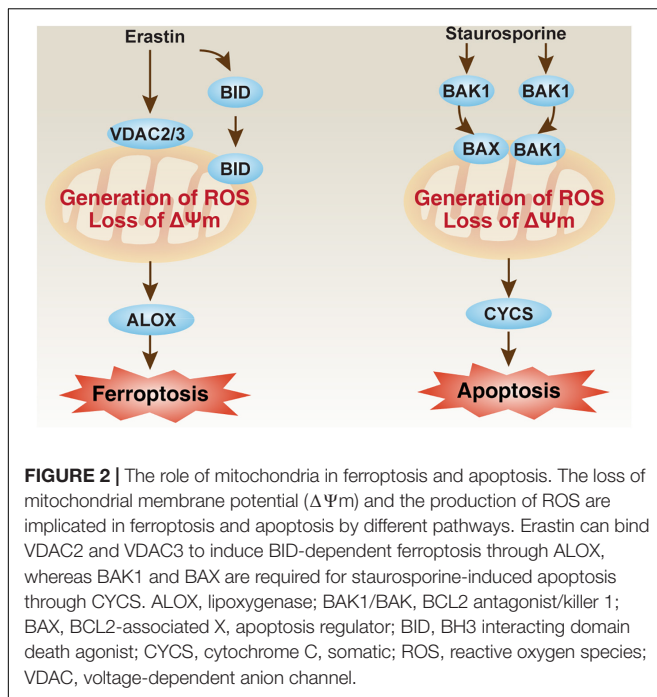 Erastin
BID
VDAC2/3
BID
Generation of ROS
Loss of ΔΨm
ALOX
Ferroptosis
Staurosporine
BAK1
BAK1
BAX
BAK1
Generation of ROS
Loss of ΔΨm
CYCS
Apoptosis
FIGURE 2 | The role of mitochondria in ferroptosis and apoptosis. The loss of
mitochondrial membrane potential (ΔΨm) and the production of ROS are
implicated in ferroptosis and apoptosis by different pathways. Erastin can bind
VDAC2 and VDAC3 to induce BID-dependent ferroptosis through ALOX,
whereas BAK1 and BAX are required for staurosporine-induced apoptosis
through CYCS. ALOX, lipoxygenase; BAK1/BAK, BCL2 antagonist/killer 1;
BAX, BCL2-associated X, apoptosis regulator; BID, BH3 interacting domain
death agonist; CYCS, cytochrome C, somatic; ROS, reactive oxygen species;
VDAC, voltage-dependent anion channel.